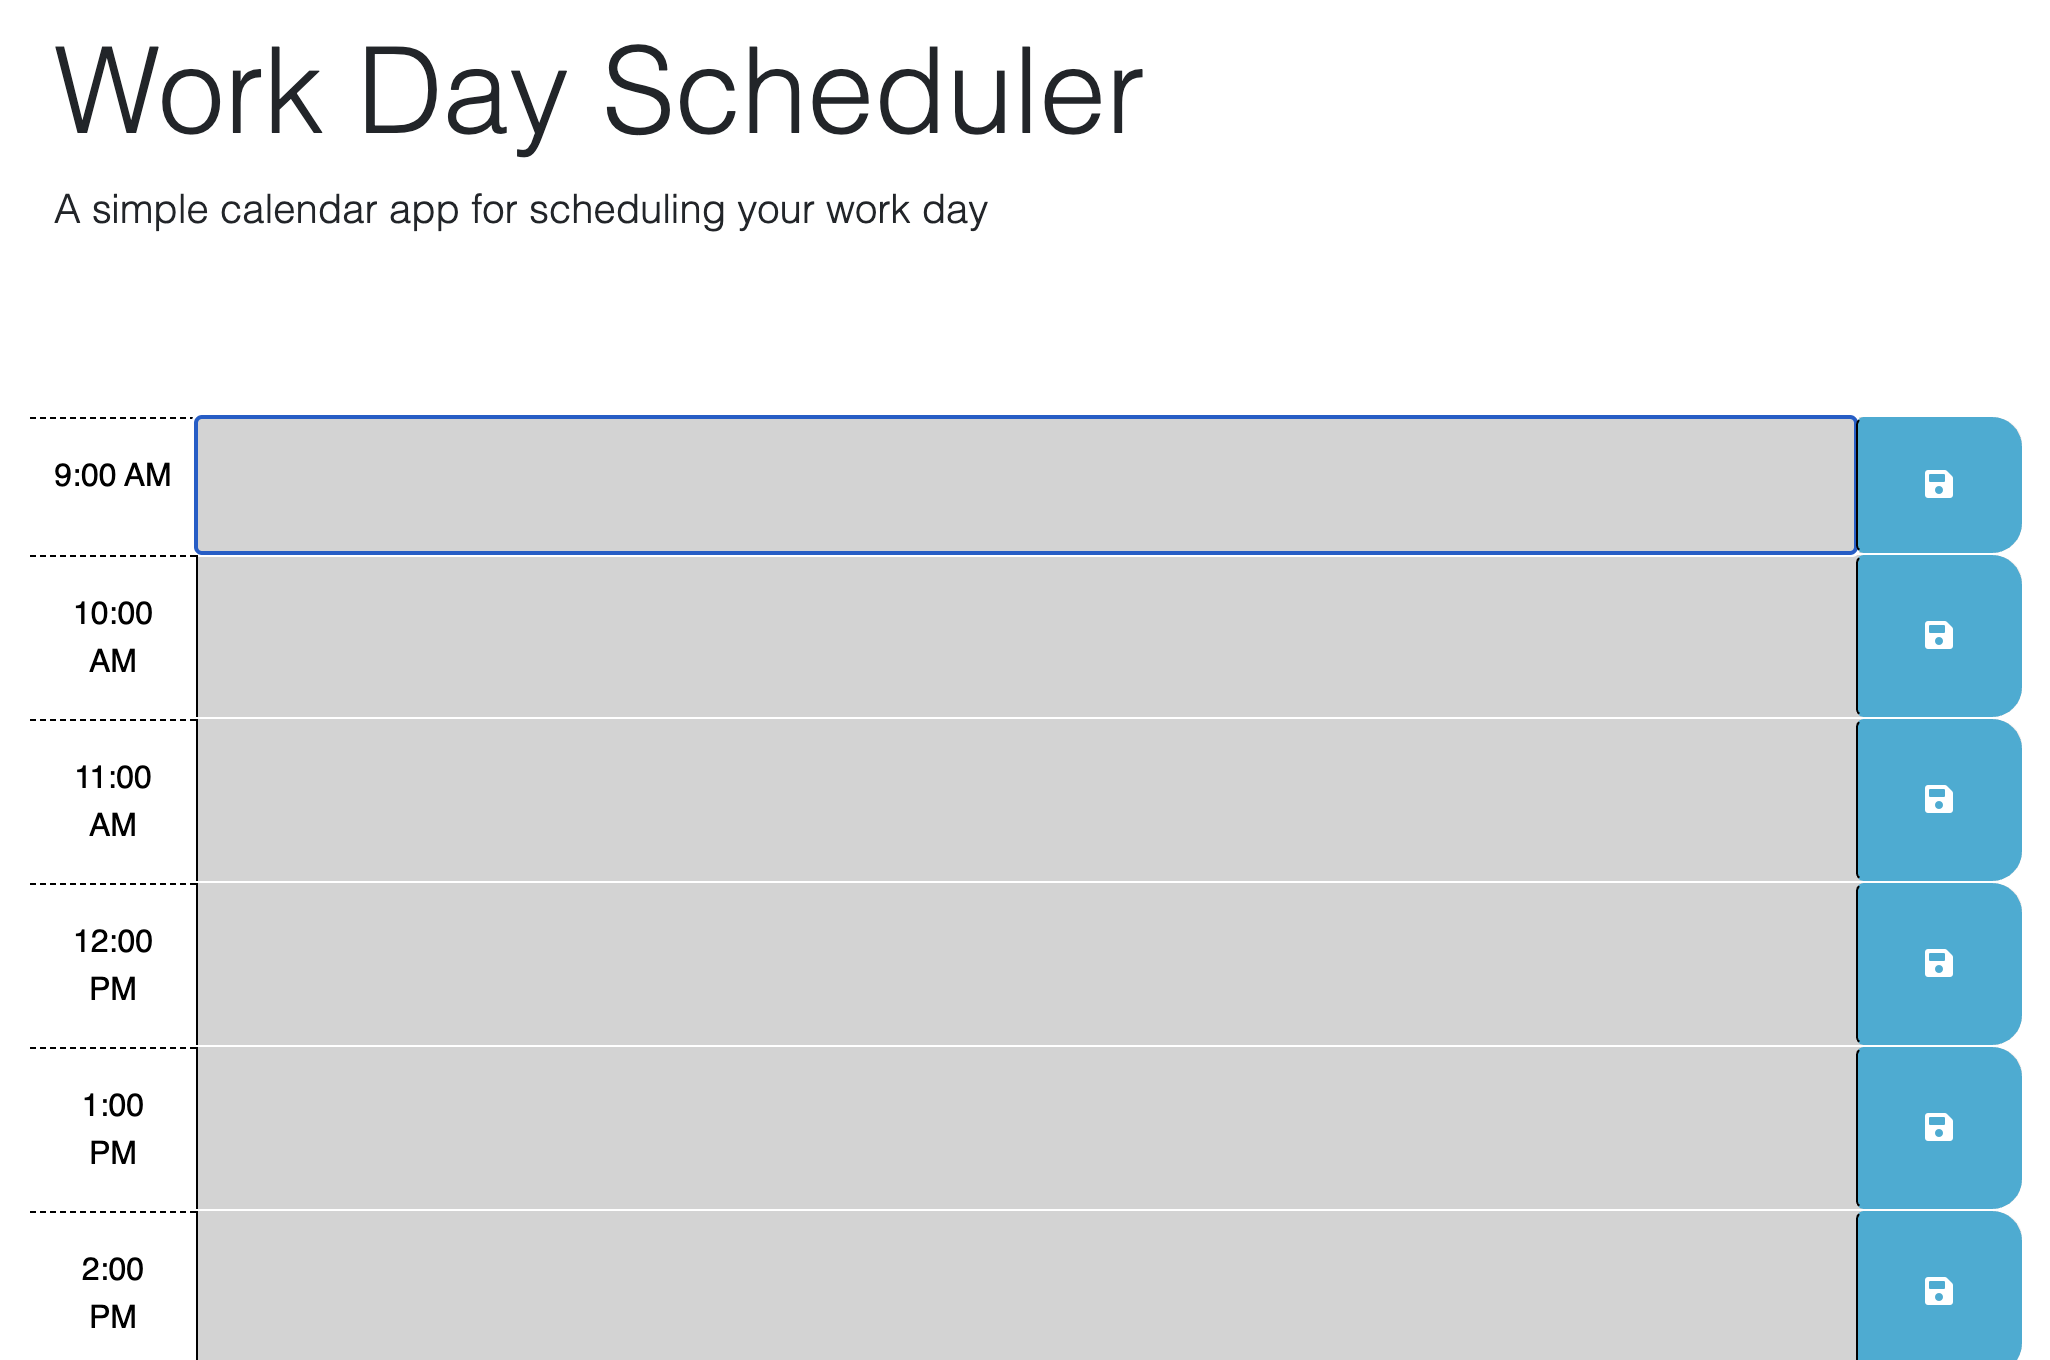 Work Day Scheduler
A simple calendar app for scheduling your work day
9:00 AM
10:00
AM
11:00
AM
12:00
PM
1:00
PM
2:00
PM